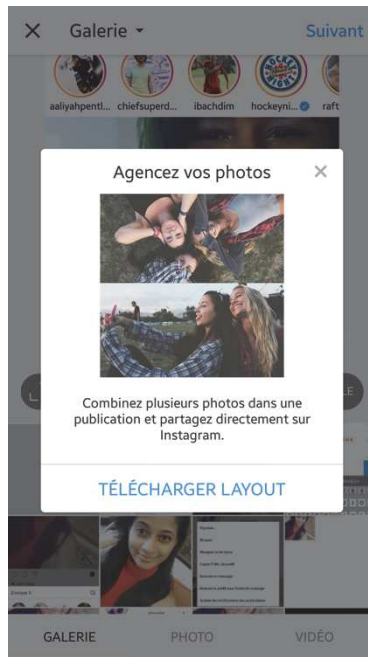 Galerie
Suivant
aaliyahpentl... chiefsuperd... ibachdim hockeyni... raft
Agencez vos photos
Combinez plusieurs photos dans une
publication et partagez directement sur
Instagram.
TÉLÉCHARGER LAYOUT
GALERIE PHOTO VIDÉO